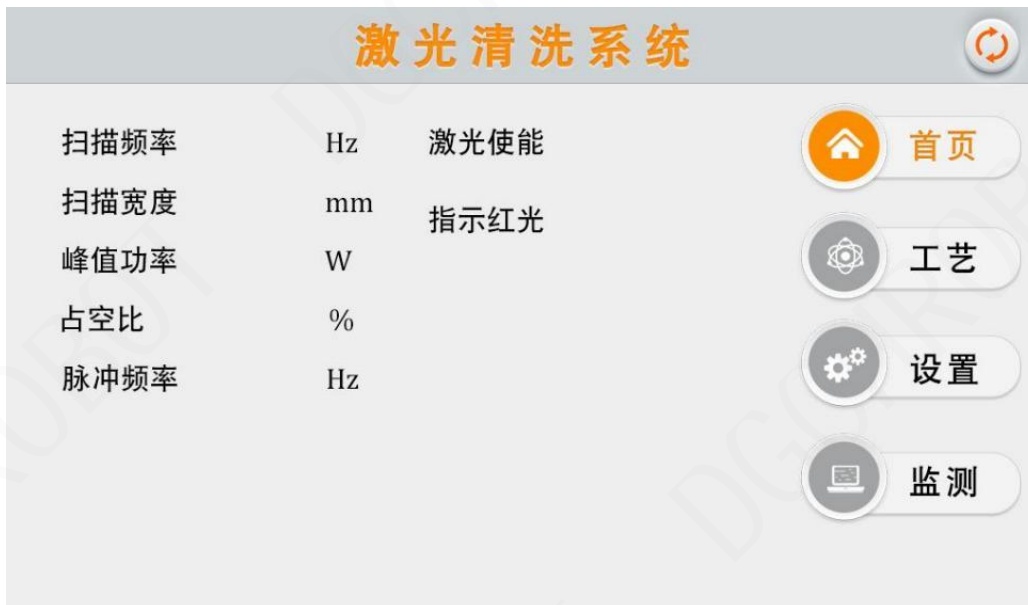 激光清洗系统
扫描频率 Hz 激光使能
扫描宽度 mm 指示红光
峰值功率 W
占空比 %
脉冲频率 Hz
首页
工艺
设置
监测